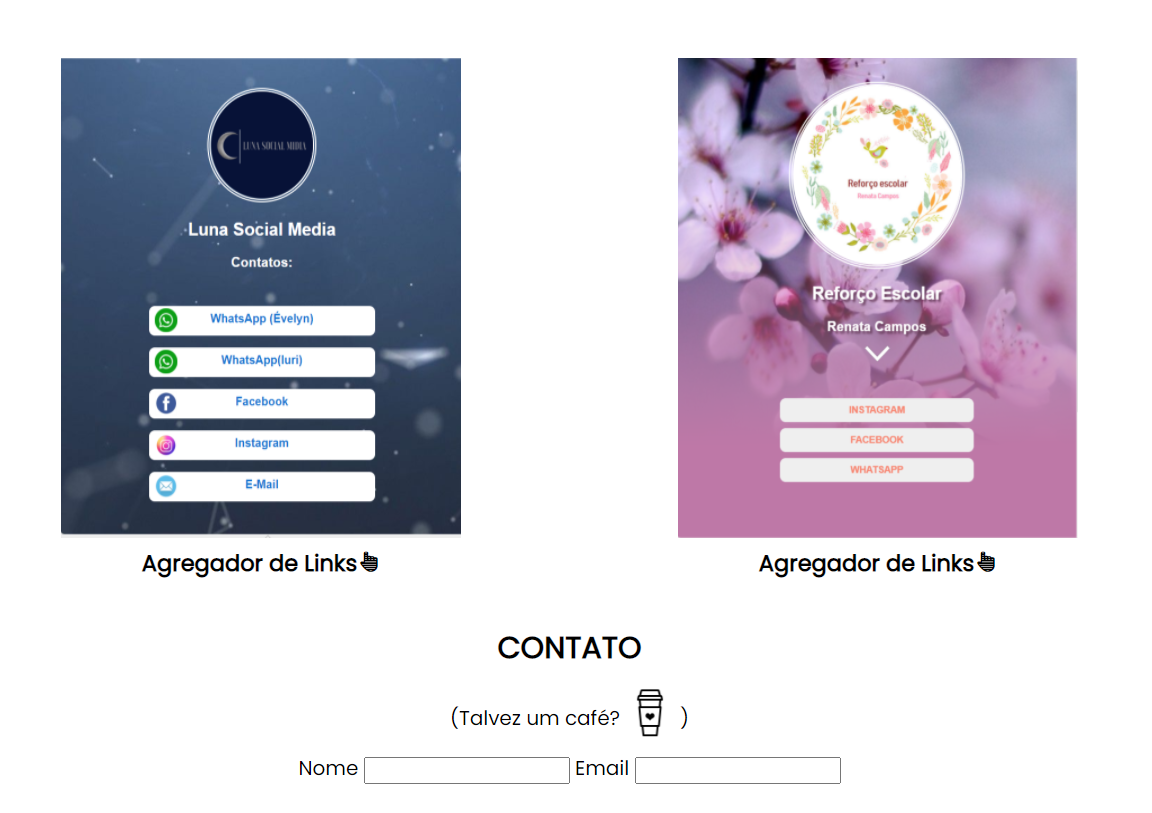 LUNA SOCIAL MIDIA
Luna Social Media
Contatos:
WhatsApp (Évelyn)
WhatsApp(Iuri)
Facebook
Instagram
E-Mail
Agregador de Links
Reforço escolar
Renata Campos
Reforço Escolar
Renata Campos
INSTAGRAM
FACEBOOK
WHATSAPP
Agregador de Links
CONTATO
(Talvez um café? )
Nome Email